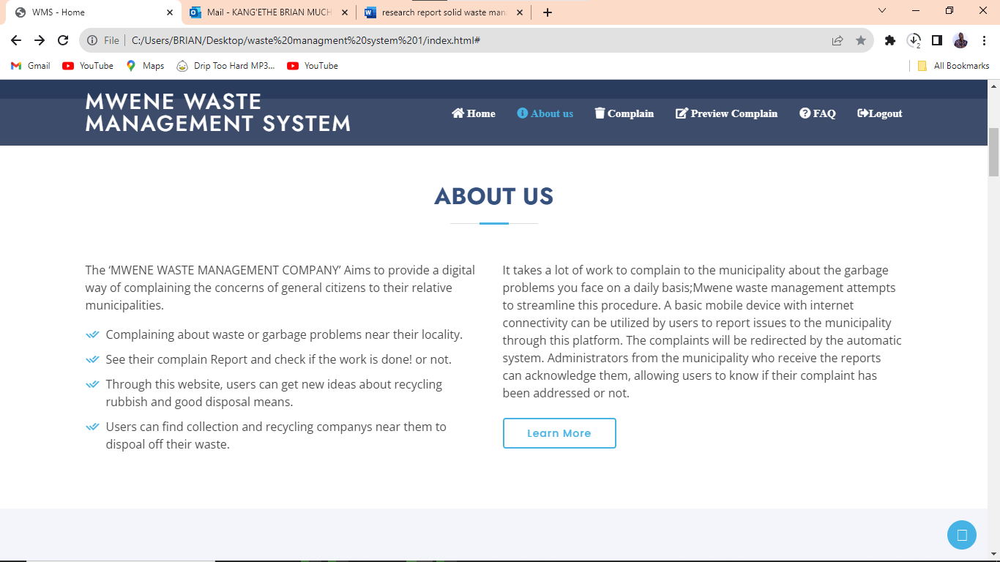 WMS - Home
Mail - KANG'ETHE BRIAN MUCH
research report solid waste man
File
C:/Users/BRIAN/Desktop/waste%20managment%20system%201/index.html#
2
Gmail
YouTube
Maps
Drip Too Hard MP3...
YouTube
All Bookmarks
MWENE WASTE
MANAGEMENT SYSTEM
Home
About us
Complain
Preview Complain
FAQ
Logout
ABOUT US
The ‘MWENE WASTE MANAGEMENT COMPANY’ Aims to provide a digital
way of complaining the concerns of general citizens to their relative
municipalities.
Complaining about waste or garbage problems near their locality.
See their complain Report and check if the work is done! or not.
Through this website, users can get new ideas about recycling
rubbish and good disposal means.
Users can find collection and recycling companys near them to
dispoal off their waste.
It takes a lot of work to complain to the municipality about the garbage
problems you face on a daily basis;Mwene waste management attempts
to streamline this procedure. A basic mobile device with internet
connectivity can be utilized by users to report issues to the municipality
through this platform. The complaints will be redirected by the automatic
system. Administrators from the municipality who receive the reports
can acknowledge them, allowing users to know if their complaint has
been addressed or not.
Learn More